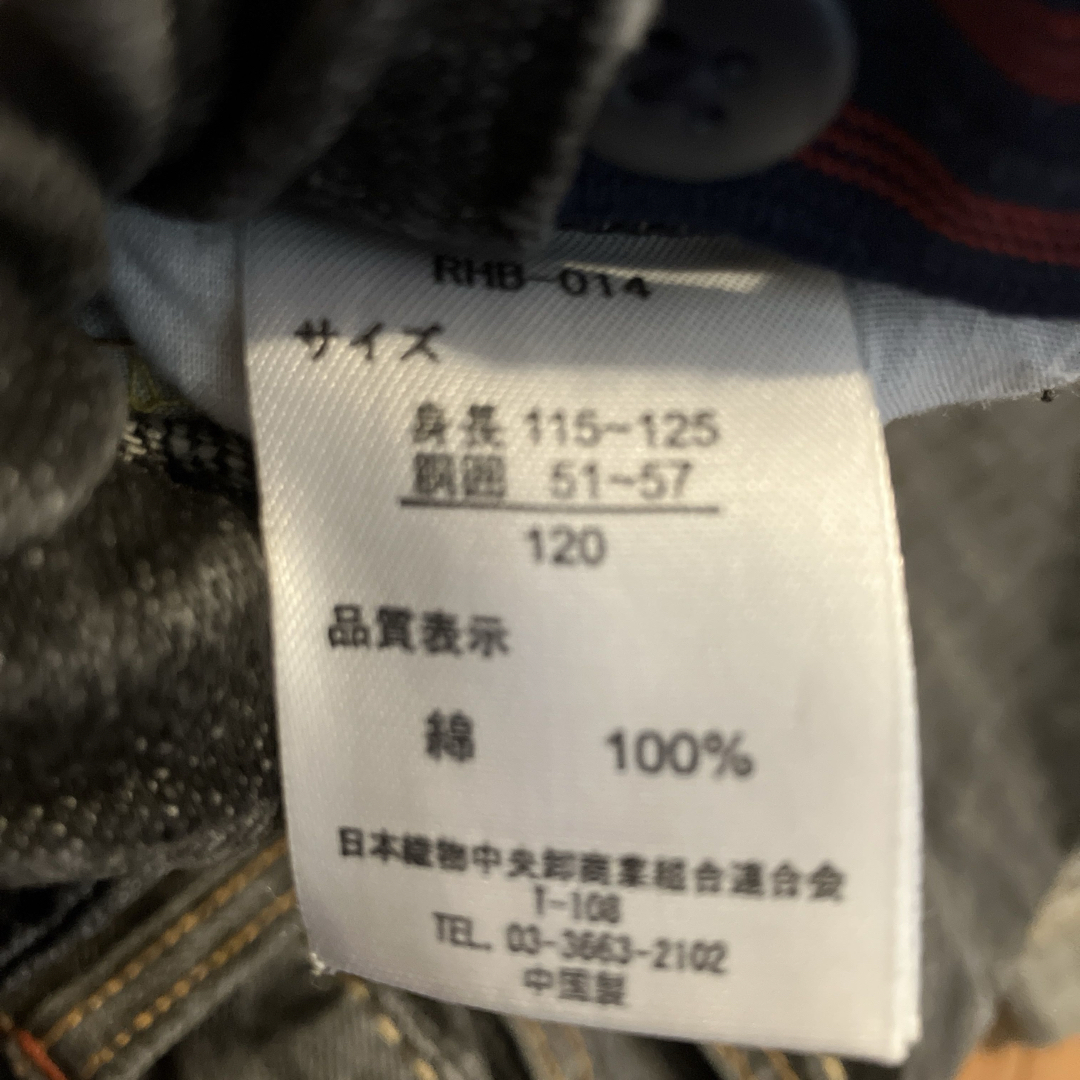 RHB-014
サイズ
身長 115~125
胴囲 51~57
120
品質表示
綿 100%
日本織物中央卸商業組合連合会
T-108
TEL. 03-3663-2102
中国製